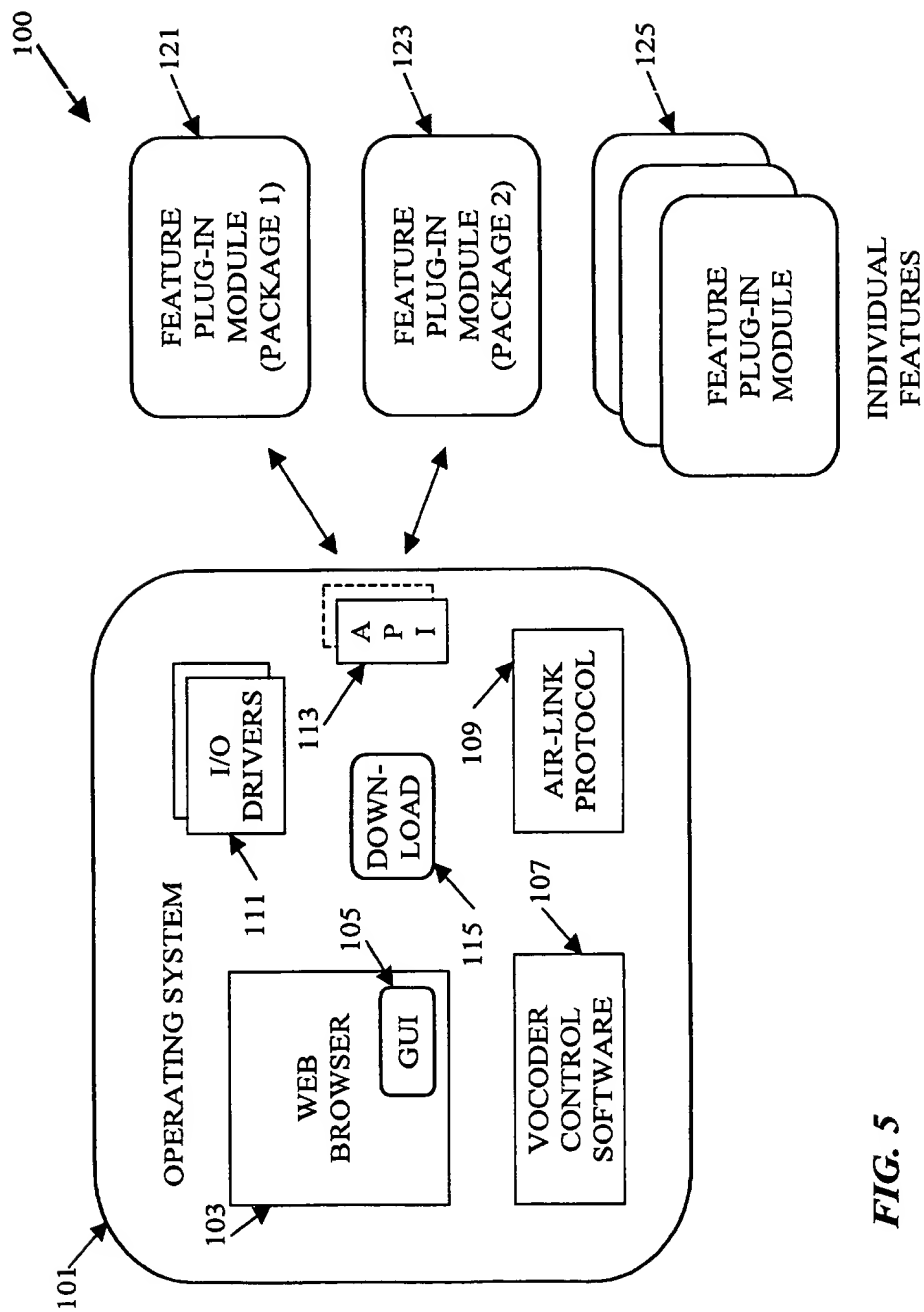 100
101
OPERATING SYSTEM
103
WEB
BROWSER
105
GUI
111
I/O
DRIVERS
113
A
P
I
DOWN-
LOAD
115
107
VOCODER
CONTROL
SOFTWARE
109
AIR-LINK
PROTOCOL
121
FEATURE
PLUG-IN
MODULE
(PACKAGE 1)
123
FEATURE
PLUG-IN
MODULE
(PACKAGE 2)
125
FEATURE
PLUG-IN
MODULE
INDIVIDUAL
FEATURES
FIG. 5